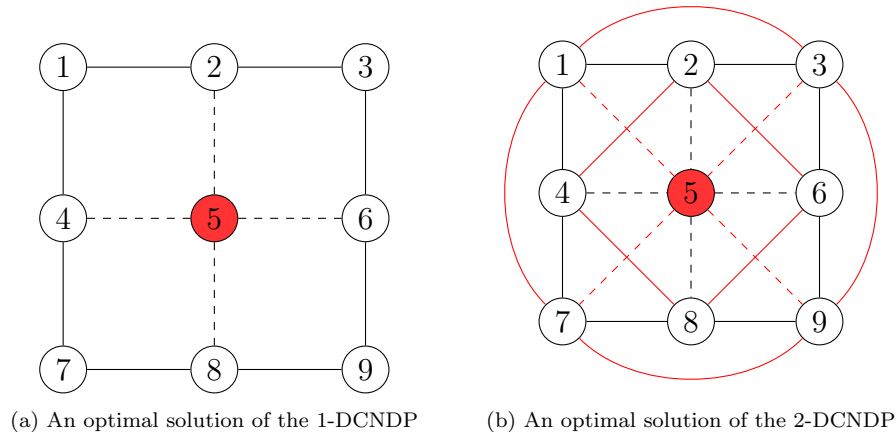 1 2 3
4 5 6
7 8 9
(a) An optimal solution of the 1-DCNDP
1 2 3
4 5 6
7 8 9
(b) An optimal solution of the 2-DCNDP